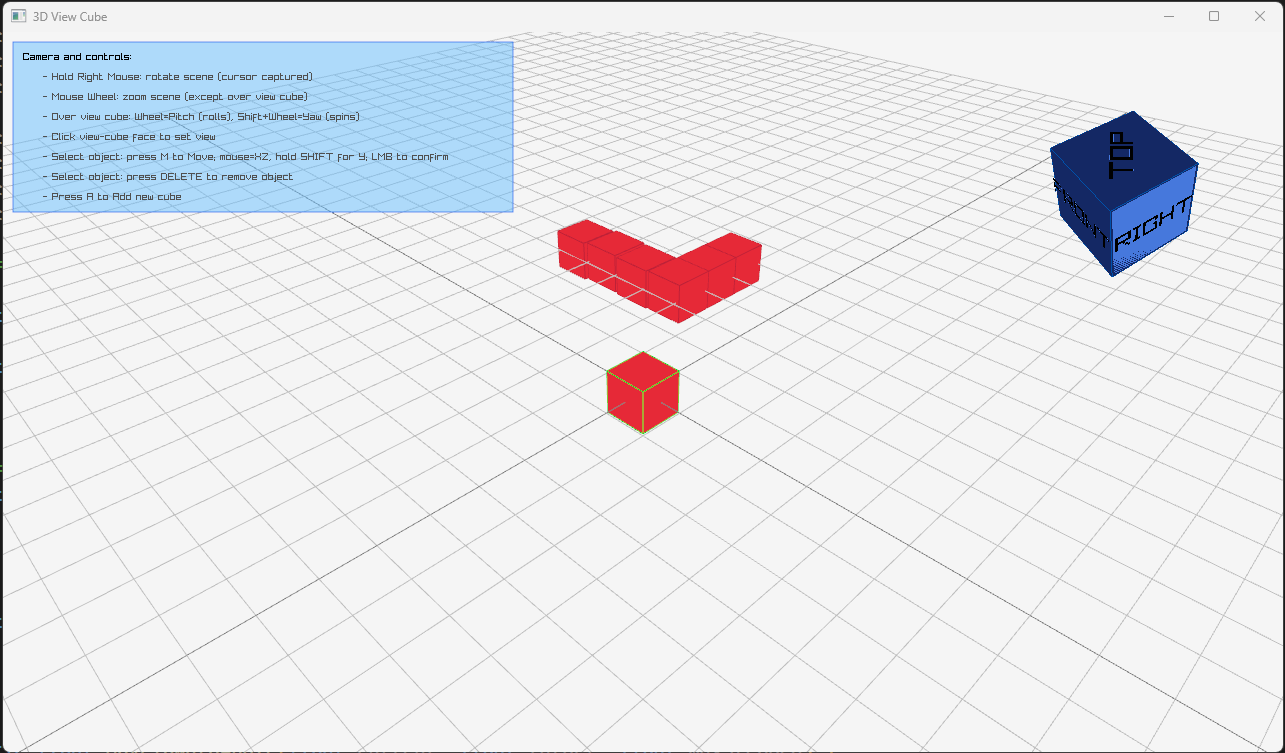 3D View Cube
Camera and controls:
- Hold Right Mouse: rotate scene (cursor captured)
- Mouse Wheel: zoom scene (except over view cube)
- Over view cube: Wheel=Pitch (rolls), Shift+Wheel=Yaw (spins)
- Click view-cube face to set view
- Select object: press M to Move; mouse=XZ, hold SHIFT for Y, LMB to confirm
- Select object: press DELETE to remove object
- Press A to Add new cube
TOP
FRONT
RIGHT